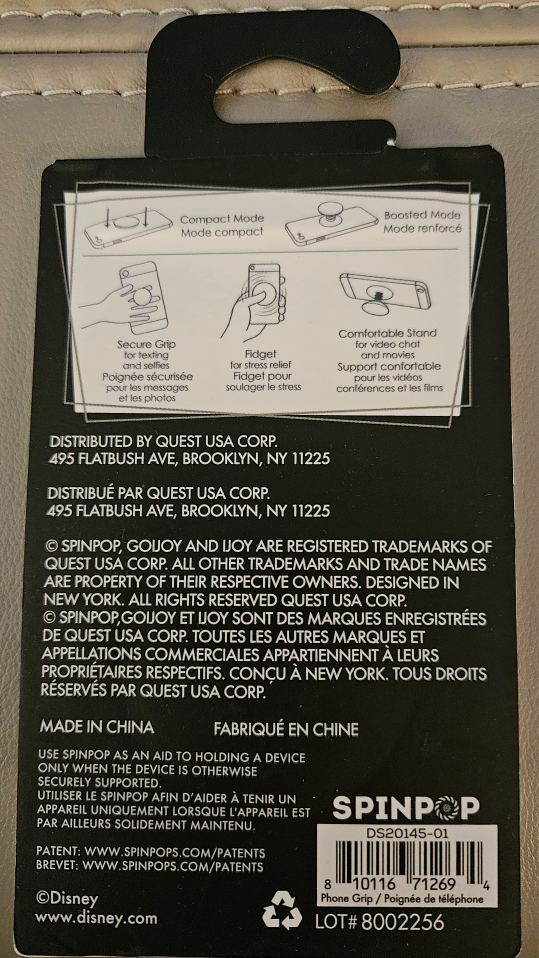 Compact Mode
Mode compact
Boosted Mode
Mode renforcé
Secure Grip
for texting
and selfies
Poignée sécurisée
pour les messages
et les photos
Fidget
for stress relief
Fidget pour
soulager le stress
Comfortable Stand
for video chat
and movies
Support confortable
pour les vidéos
conférences et les films
DISTRIBUTED BY QUEST USA CORP.
495 FLATBUSH AVE, BROOKLYN, NY 11225
DISTRIBUÉ PAR QUEST USA CORP.
495 FLATBUSH AVE, BROOKLYN, NY 11225
© SPINPOP, GOIJOY AND IJOY ARE REGISTERED TRADEMARKS OF
QUEST USA CORP. ALL OTHER TRADEMARKS AND TRADE NAMES
ARE PROPERTY OF THEIR RESPECTIVE OWNERS. DESIGNED IN
NEW YORK. ALL RIGHTS RESERVED QUEST USA CORP.
© SPINPOP,GOIJOY ET IJOY SONT DES MARQUES ENREGISTRÉES
DE QUEST USA CORP. TOUTES LES AUTRES MARQUES ET
APPELLATIONS COMMERCIALES APPARTIENNENT À LEURS
PROPRIÉTAIRES RESPECTIFS. CONÇU À NEW YORK. TOUS DROITS
RÉSERVÉS PAR QUEST USA CORP.
MADE IN CHINA FABRIQUÉ EN CHINE
USE SPINPOP AS AN AID TO HOLDING A DEVICE
ONLY WHEN THE DEVICE IS OTHERWISE
SECURELY SUPPORTED.
UTILISER LE SPINPOP AFIN D'AIDER À TENIR UN
APPAREIL UNIQUEMENT LORSQUE L'APPAREIL EST
PAR AILLEURS SOLIDEMENT MAINTENU.
PATENT: WWW.SPINPOPS.COM/PATENTS
BREVET: WWW.SPINPOPS.COM/PATENTS
©Disney
www.disney.com
SPINPOP
DS20145-01
8 10116 71269 4
Phone Grip / Poignée de téléphone
LOT# 8002256